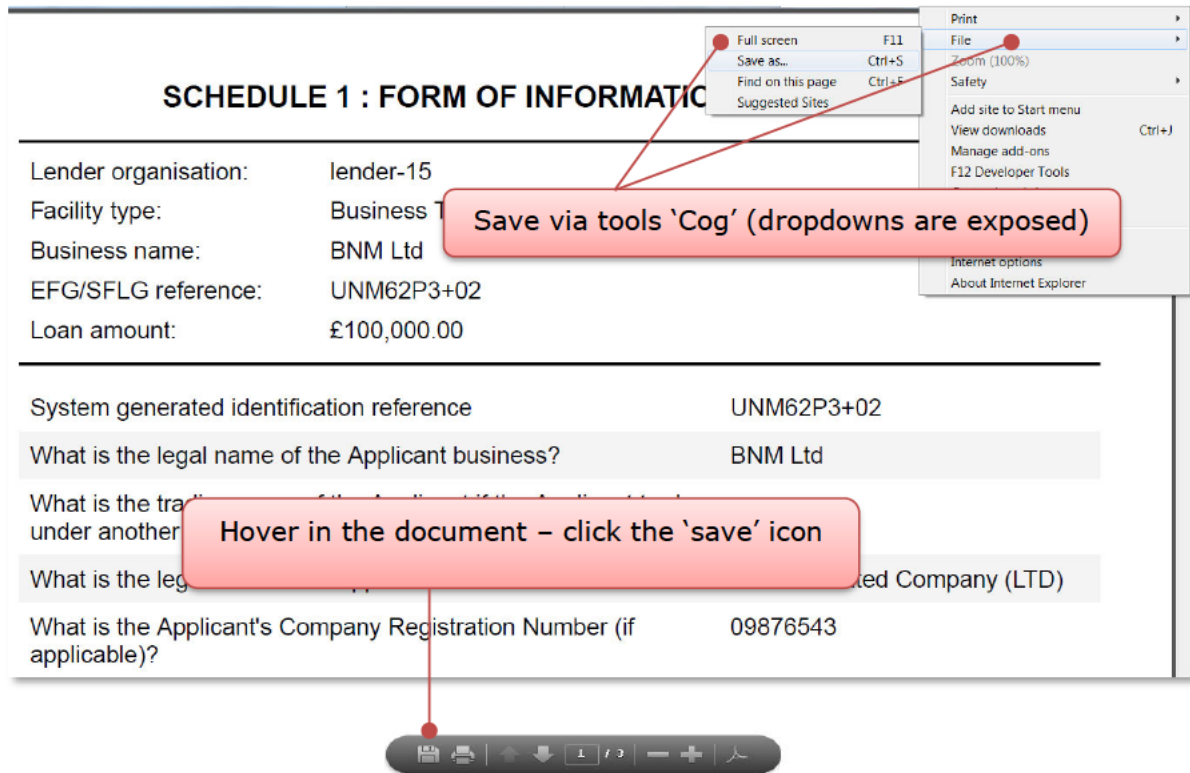 Print
File
Zoom (100%)
Safety
Add site to Start menu
View downloads Ctrl+J
Manage add-ons
F12 Developer Tools
Internet options
About Internet Explorer
Full screen F11
Save as... Ctrl+S
Find on this page Ctrl+F
Suggested Sites
SCHEDULE 1 : FORM OF
Lender organisation: lender-15
Facility type: Business
Business name: BNM Ltd
EFG/SFLG reference: UNM62P3+02
Loan amount: £100,000.00
Save via tools ‘Cog’ (dropdowns are exposed)
System generated identification reference UNM62P3+02
What is the legal name of the Applicant business? BNM Ltd
What is the
under another
Hover in the document – click the ‘save’ icon
What is the Company (LTD)
What is the Applicant's Company Registration Number (if 09876543
applicable)?
1 / 3